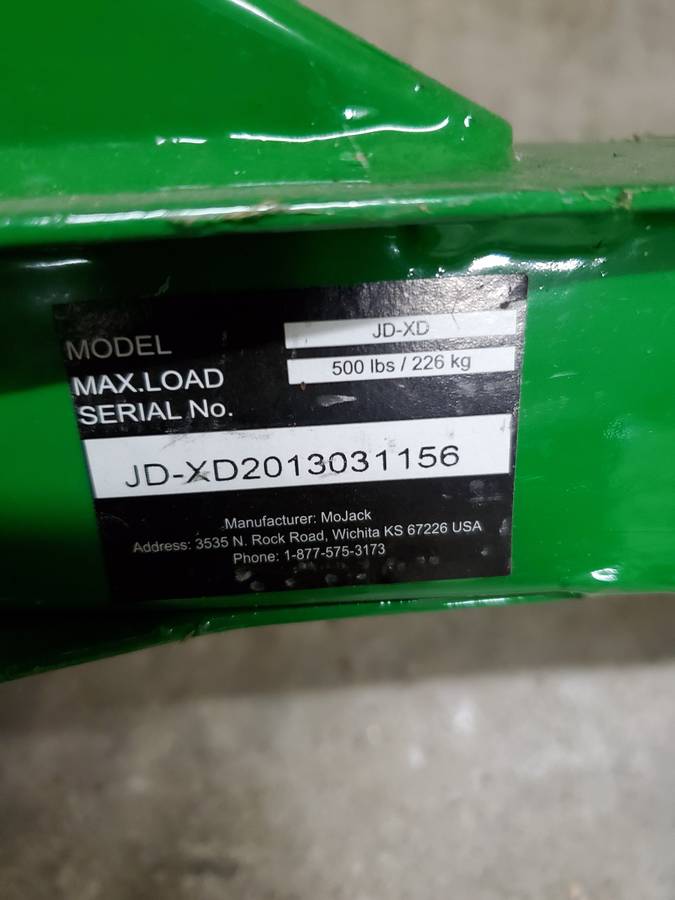 MODEL JD-XD
MAX.LOAD 500 lbs / 226 kg
SERIAL No.
JD-XD2013031156
Manufacturer: MoJack
Address: 3535 N. Rock Road, Wichita KS 67226 USA
Phone: 1-877-575-3173